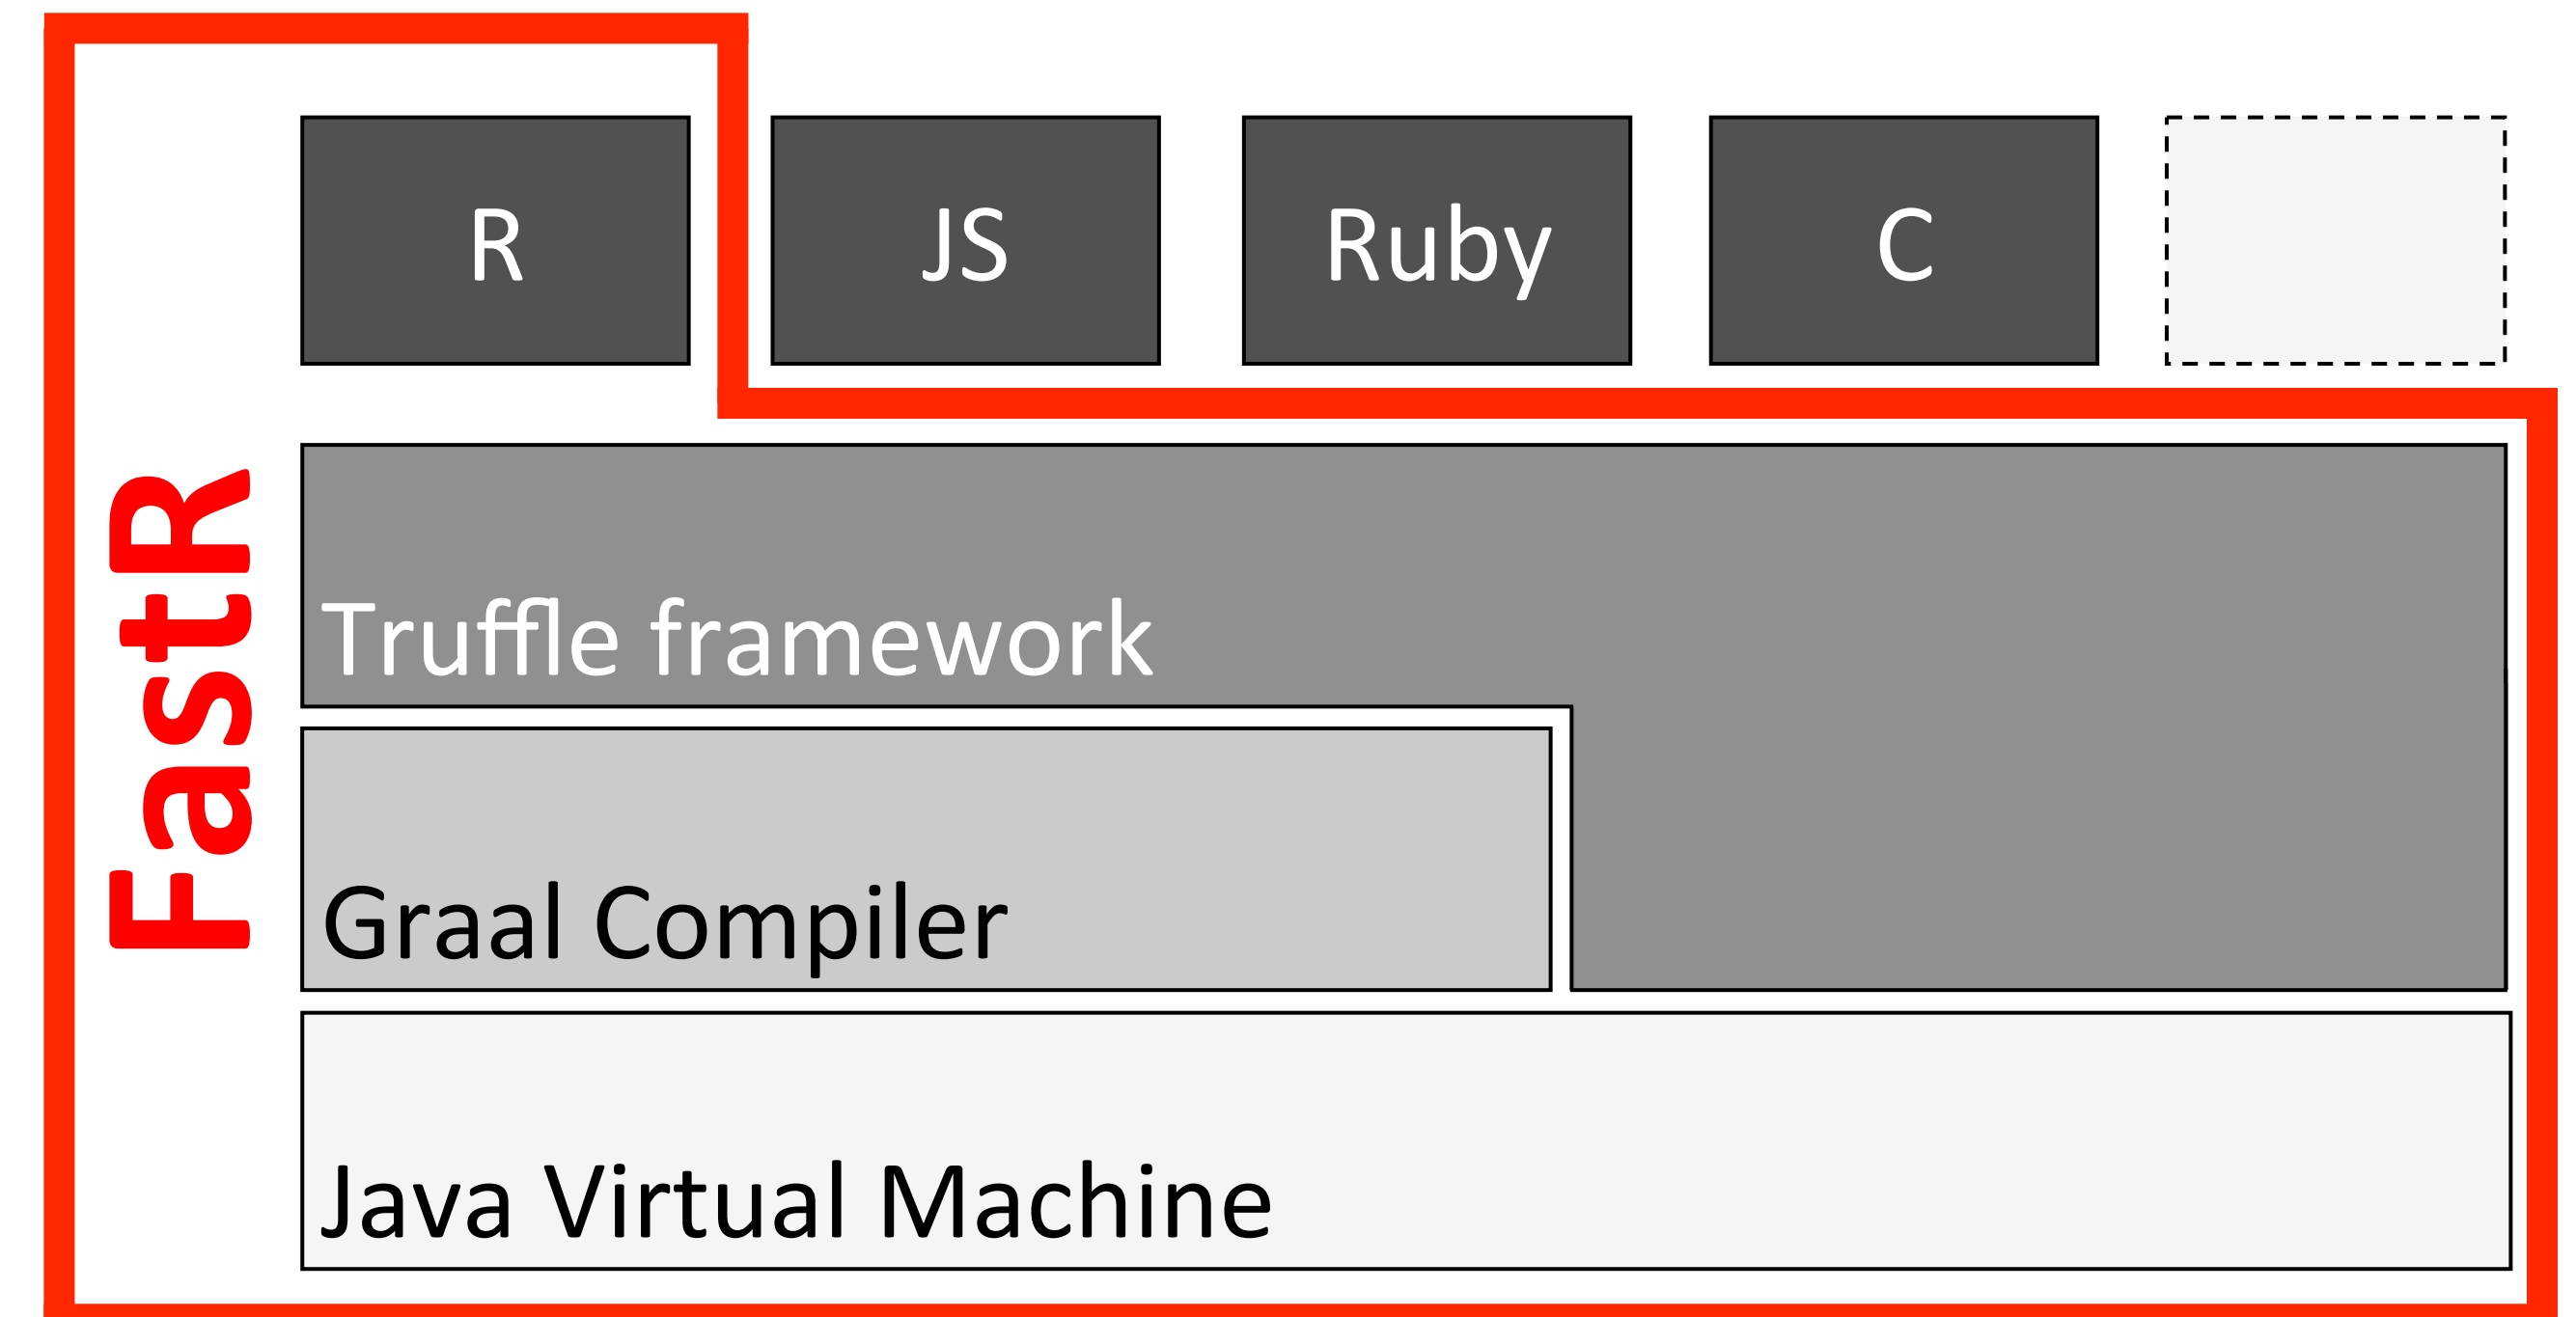 R
JS
Ruby
C
FastR
Truffle framework
Graal Compiler
Java Virtual Machine